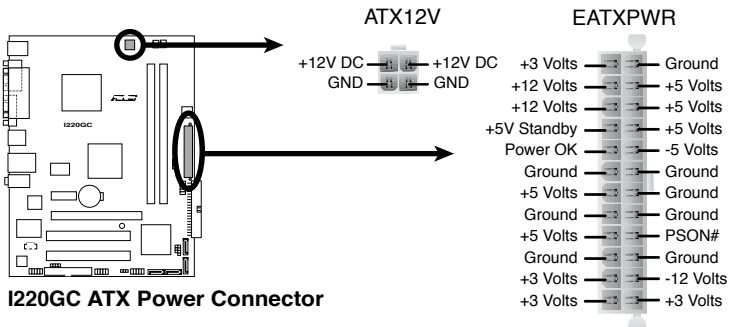 ATX12V
+12V DC +12V DC
GND GND
EATXPWR
+3 Volts Ground
+12 Volts +5 Volts
+12 Volts +5 Volts
+5V Standby +5 Volts
Power OK -5 Volts
Ground Ground
+5 Volts Ground
Ground Ground
+5 Volts PSON#
Ground Ground
+3 Volts -12 Volts
+3 Volts +3 Volts
ASUS
I220GC
I220GC ATX Power Connector